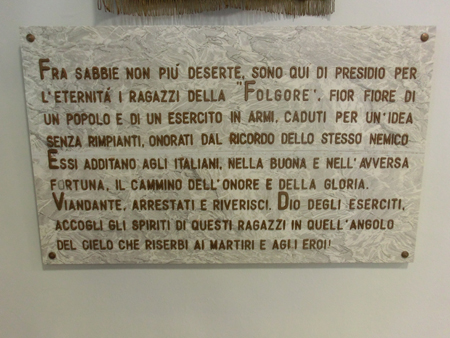 FRA SABBIE NON PIÚ DESERTE, SONO QUI DI PRESIDIO PER
L'ETERNITÁ I RAGAZZI DELLA "FOLGORE", FIOR FIORE DI
UN POPOLO E DI UN ESERCITO IN ARMI, CADUTI PER UN'IDEA
SENZA RIMPIANTI, ONORATI DAL RICORDO DELLO STESSO NEMICO
ESSI ADDITANO AGLI ITALIANI, NELLA BUONA E NELL'AVVERSA
FORTUNA, IL CAMMINO DELL'ONORE E DELLA GLORIA.
VIANDANTE, ARRESTATI E RIVERISCI. DIO DEGLI ESERCITI,
ACCOGLI GLI SPIRITI DI QUESTI RAGAZZI IN QUELL'ANGOLO
DEL CIELO CHE RISERBI AI MARTIRI E AGLI EROI!